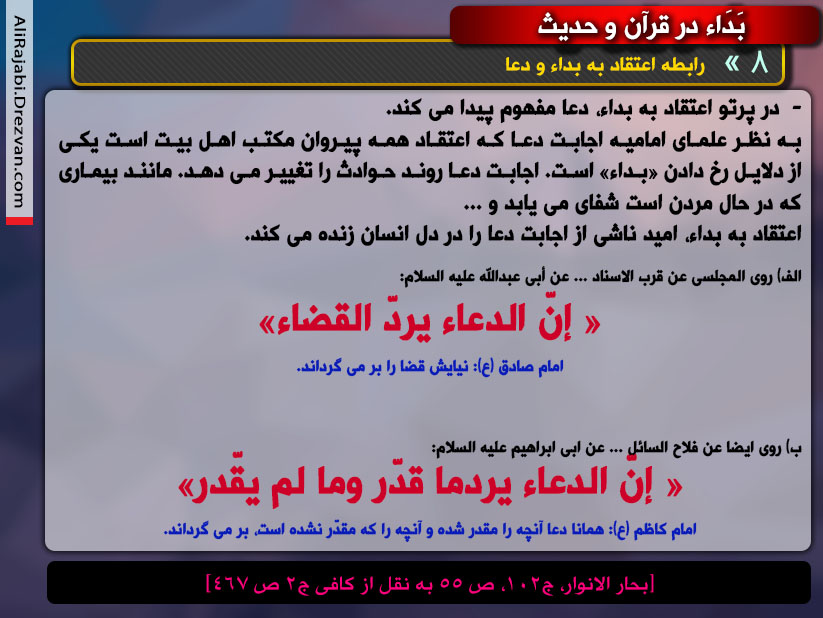 بَدَاء در قرآن و حدیث
۸ » رابطه اعتقاد به بداء و دعا
- در پرتو اعتقاد به بداء، دعا مفهوم پیدا می کند.
به نظر علمای امامیه اجابت دعا که اعتقاد همه پیروان مکتب اهل بیت است یکی
از دلایل رخ دادن «بداء» است. اجابت دعا روند حوادث را تغییر می دهد. مانند بیماری
که در حال مردن است شفای می یابد و ...
اعتقاد به بداء، امید ناشی از اجابت دعا را در دل انسان زنده می کند.
الف) روی المجلسی عن قرب الاسناد ... عن أبی عبدالله علیه السلام:
« إنّ الدعاء یردّ القضاء»
امام صادق (ع): نیایش قضا را بر می گرداند.
ب) روی ایضا عن فلاح السائل ... عن ابی ابراهیم علیه السلام:
« إنّ الدعاء یردما قدّر وما لم یقّدر»
امام کاظم (ع): همانا دعا آنچه را مقدر شده و آنچه را که مقدّر نشده است، بر می گرداند.
[بحار الانوار، ج۱۰۲، ص ۵۵ به نقل از کافی ج۲ ص ۴۶۷]
AliRajabi.Drezvan.com